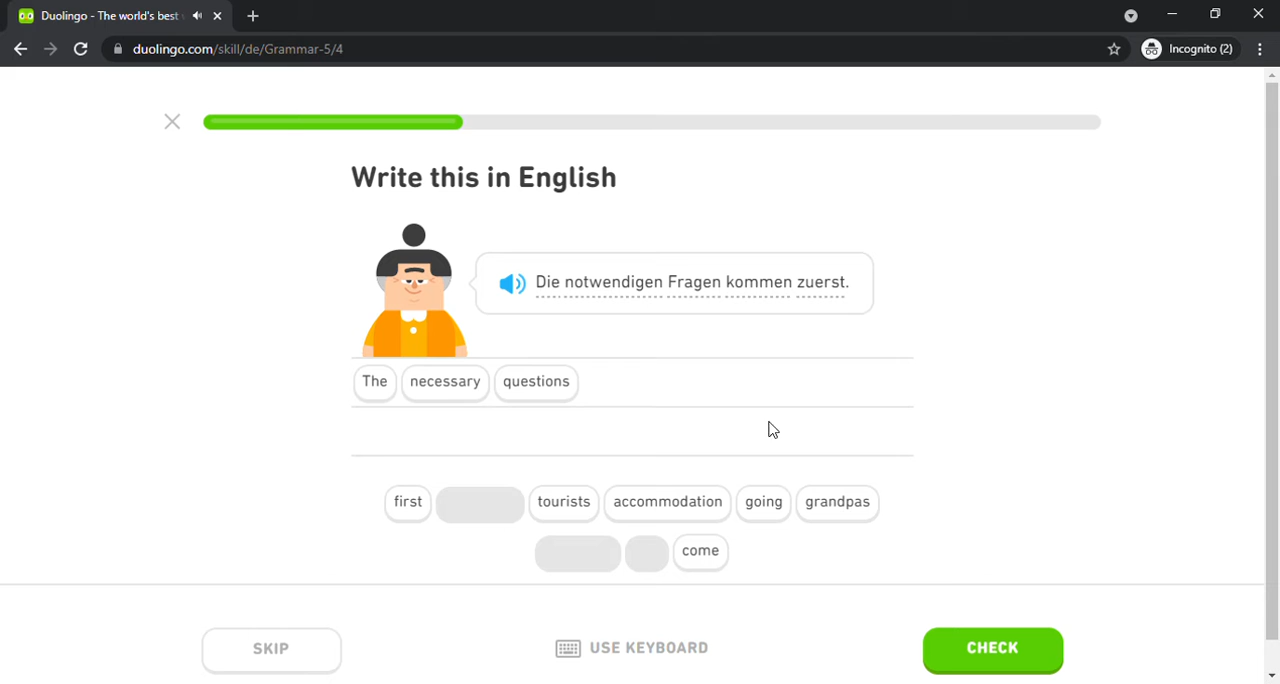 Duolingo - The world's best
duolingo.com/skill/de/Grammar-5/4
Incognito (2)
Write this in English
Die notwendigen Fragen kommen zuerst.
The necessary questions
first tourists accommodation going grandpas
come
SKIP USE KEYBOARD CHECK